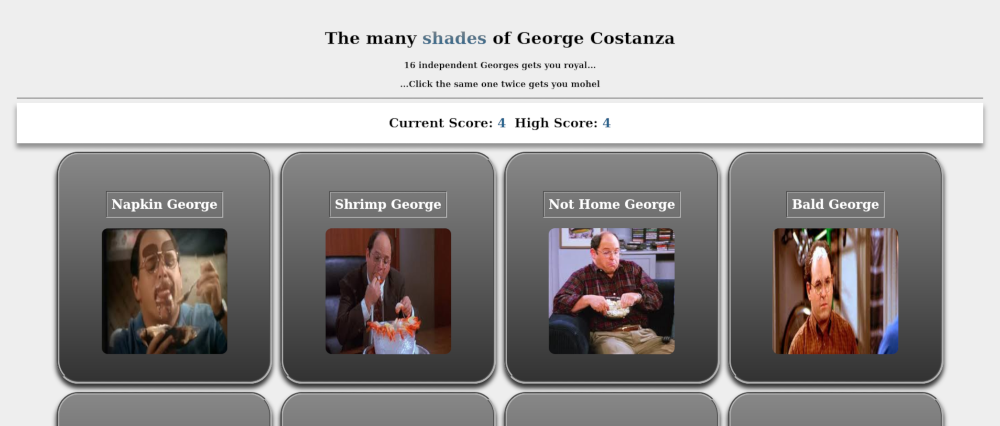 The many shades of George Costanza
16 independent Georges gets you royal...
...Click the same one twice gets you mohel
Current Score: 4 High Score: 4
Napkin George
Shrimp George
Not Home George
Bald George